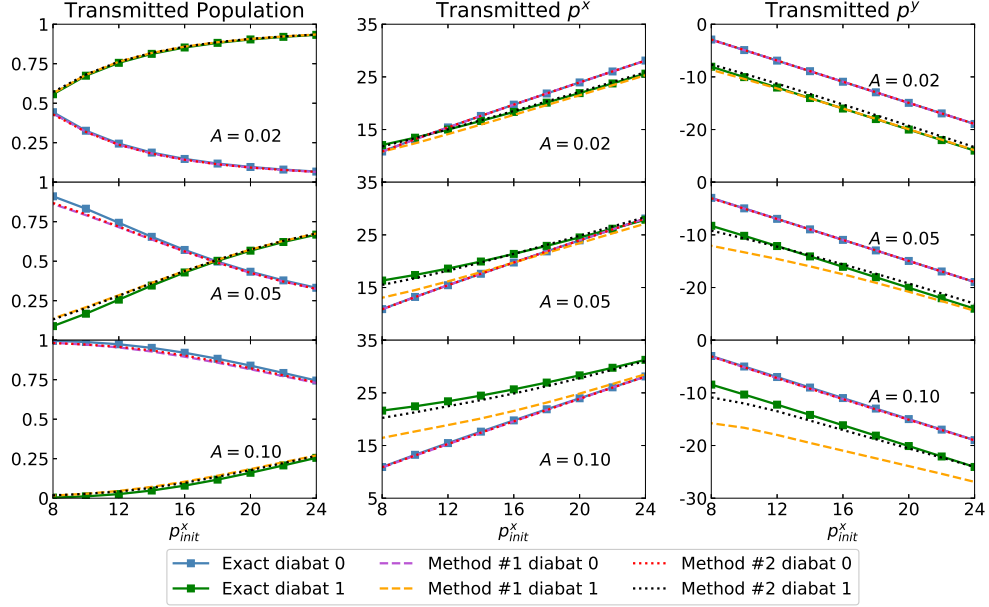 Transmitted Population
Transmitted p^x
Transmitted p^y
1
0.75
0.5
0.25
A = 0.02
35
25
15
A = 0.02
0
-10
-20
A = 0.02
1
0.75
0.5
0.25
A = 0.05
35
25
15
A = 0.05
0
-10
-20
A = 0.05
1
0.75
0.5
0.25
0
A = 0.10
35
25
15
5
A = 0.10
0
-10
-20
-30
A = 0.10
8 12 16 20 24
8 12 16 20 24
8 12 16 20 24
p^x_init
p^x_init
p^x_init
Exact diabat 0
Method #1 diabat 0
Method #2 diabat 0
Exact diabat 1
Method #1 diabat 1
Method #2 diabat 1